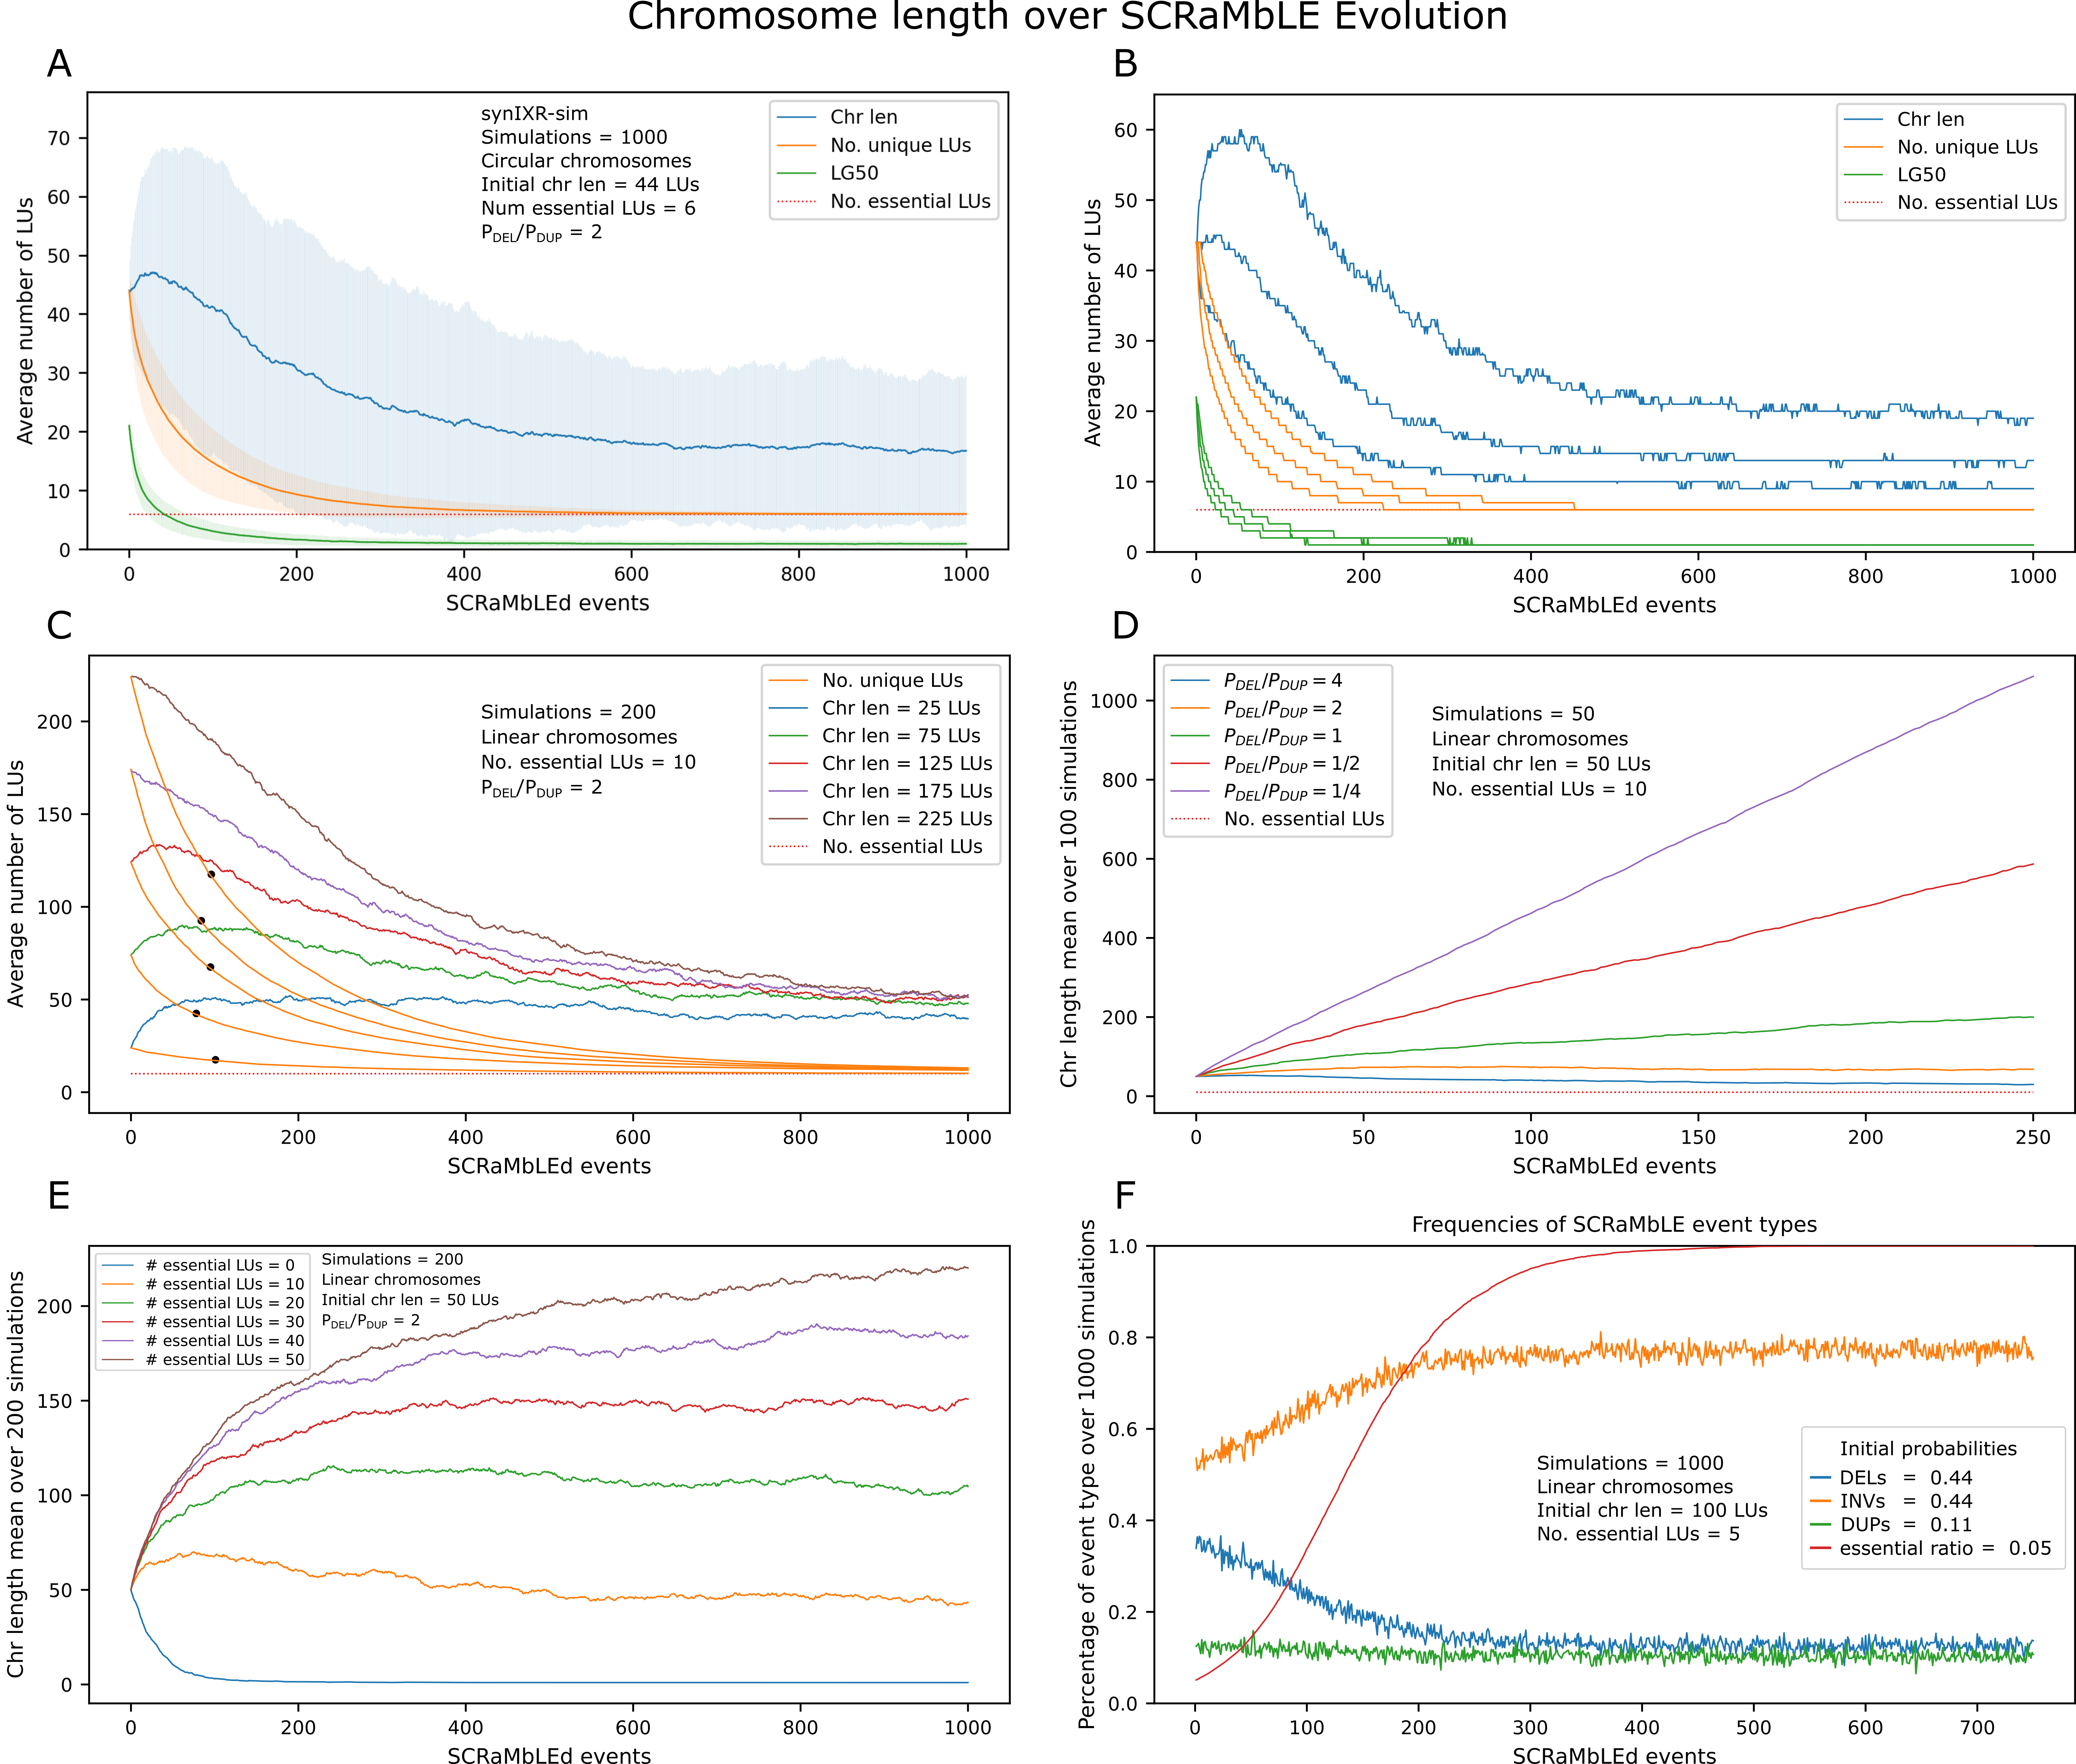 Chromosome length over SCRaMbLE Evolution
A
Average number of LUs
70
60
50
40
30
20
10
0
synIXR-sim
Simulations = 1000
Circular chromosomes
Initial chr len = 44 LUs
Num essential LUs = 6
P_DEL/P_DUP = 2
Chr len
No. unique LUs
LG50
No. essential LUs
0 200 400 600 800 1000
SCRaMbLEd events
B
Average number of LUs
60
50
40
30
20
10
0
Chr len
No. unique LUs
LG50
No. essential LUs
0 200 400 600 800 1000
SCRaMbLEd events
C
Average number of LUs
200
150
100
50
0
Simulations = 200
Linear chromosomes
No. essential LUs = 10
P_DEL/P_DUP = 2
No. unique LUs
Chr len = 25 LUs
Chr len = 75 LUs
Chr len = 125 LUs
Chr len = 175 LUs
Chr len = 225 LUs
No. essential LUs
0 200 400 600 800 1000
SCRaMbLEd events
D
Chr length mean over 100 simulations
1000
800
600
400
200
0
P_DEL/P_DUP = 4
P_DEL/P_DUP = 2
P_DEL/P_DUP = 1
P_DEL/P_DUP = 1/2
P_DEL/P_DUP = 1/4
No. essential LUs
Simulations = 50
Linear chromosomes
Initial chr len = 50 LUs
No. essential LUs = 10
0 50 100 150 200 250
SCRaMbLEd events
E
Chr length mean over 200 simulations
200
150
100
50
0
# essential LUs = 0
# essential LUs = 10
# essential LUs = 20
# essential LUs = 30
# essential LUs = 40
# essential LUs = 50
Simulations = 200
Linear chromosomes
Initial chr len = 50 LUs
P_DEL/P_DUP = 2
0 200 400 600 800 1000
SCRaMbLEd events
F
Frequencies of SCRaMbLE event types
Percentage of event type over 1000 simulations
1.0
0.8
0.6
0.4
0.2
0.0
Simulations = 1000
Linear chromosomes
Initial chr len = 100 LUs
No. essential LUs = 5
Initial probabilities
DELs = 0.44
INVs = 0.44
DUPs = 0.11
essential ratio = 0.05
0 100 200 300 400 500 600 700
SCRaMbLEd events